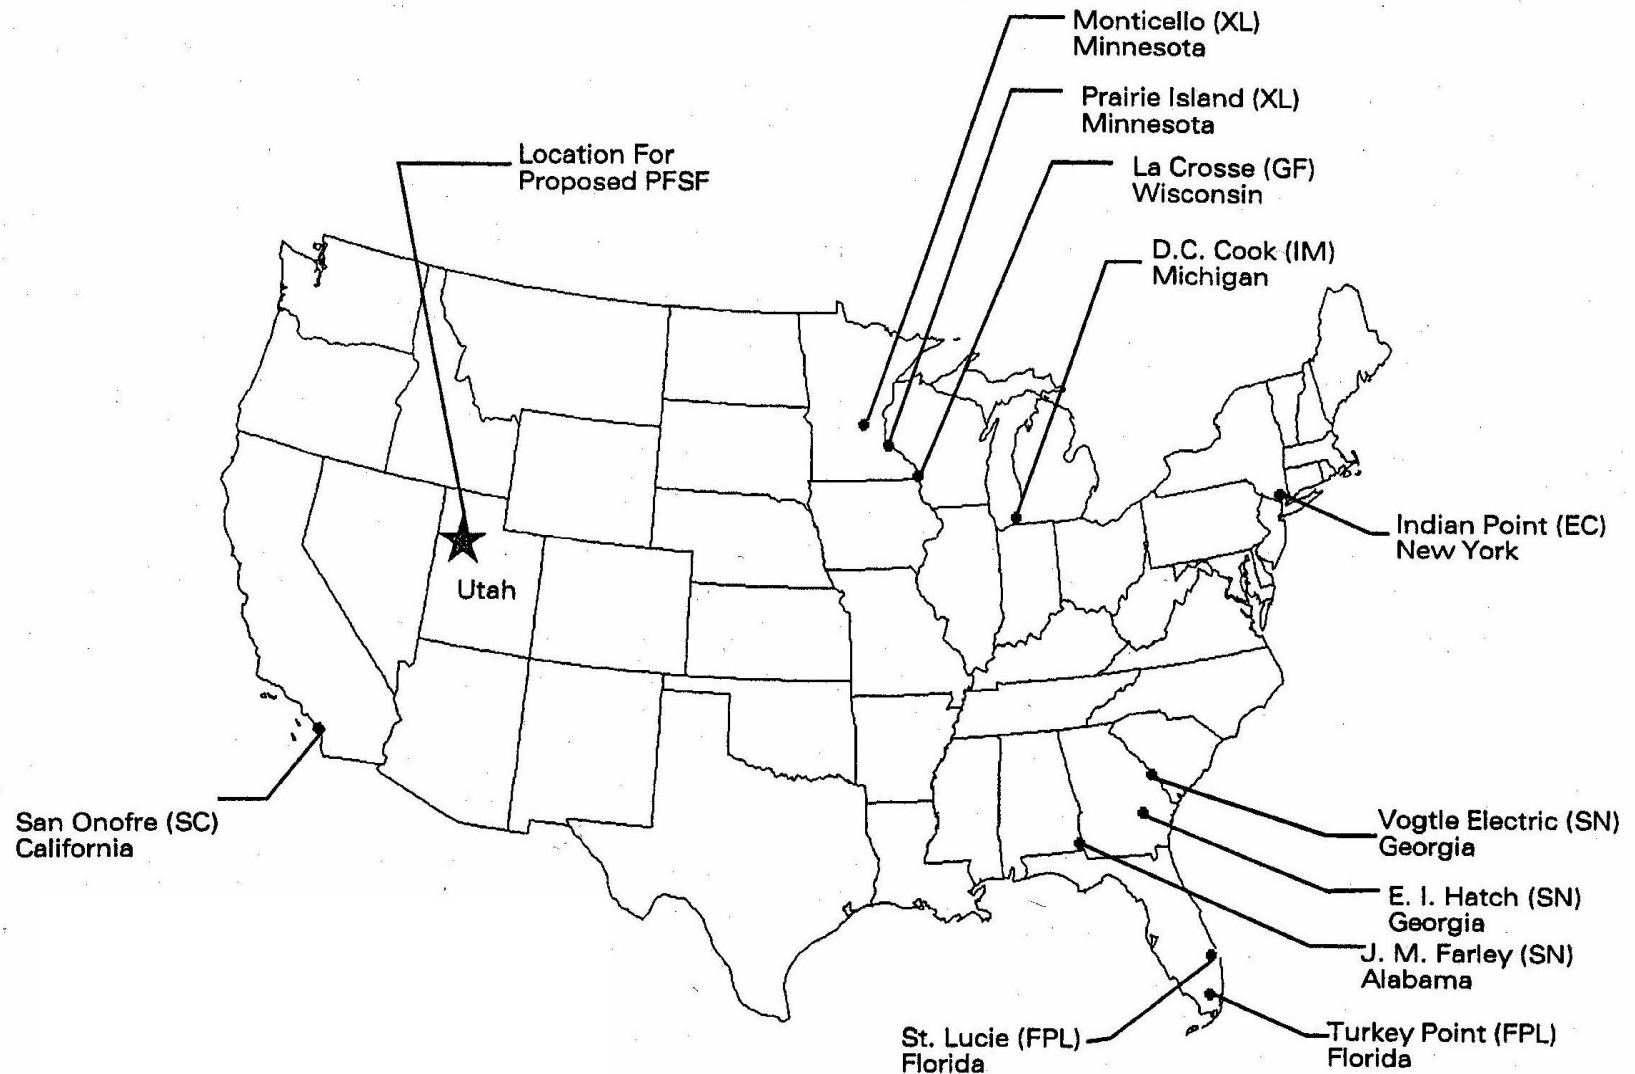 Monticello (XL)
Minnesota
Prairie Island (XL)
Minnesota
Location For
Proposed PFSF
La Crosse (GF)
Wisconsin
D.C. Cook (IM)
Michigan
Indian Point (EC)
New York
Utah
San Onofre (SC)
California
Vogtle Electric (SN)
Georgia
E. I. Hatch (SN)
Georgia
J. M. Farley (SN)
Alabama
St. Lucie (FPL)
Florida
Turkey Point (FPL)
Florida